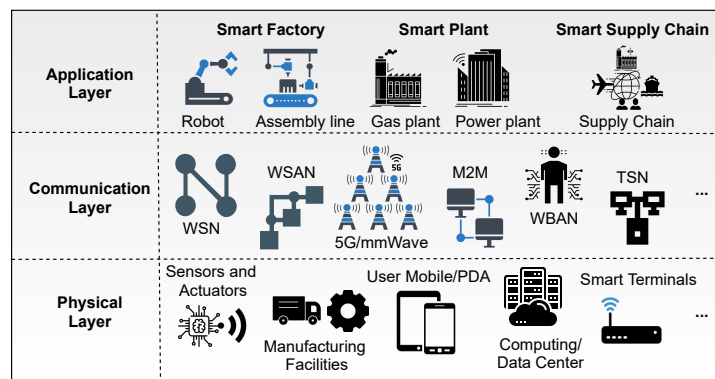 Smart Factory
Smart Plant
Smart Supply Chain
Application
Layer
Robot
Assembly line
Gas plant
Power plant
Supply Chain
Communication
Layer
WSN
WSAN
5G
5G/mmWave
M2M
WBAN
TSN
...
Physical
Layer
Sensors and
Actuators
Manufacturing
Facilities
User Mobile/PDA
Computing/
Data Center
Smart Terminals
...